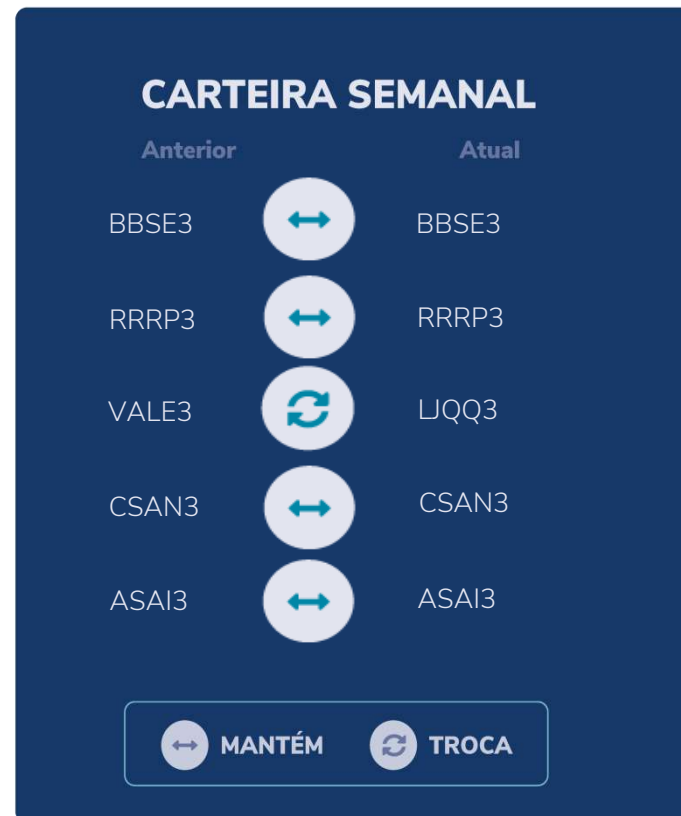 CARTEIRA SEMANAL
Anterior Atual
BBSE3 BBSE3
RRRP3 RRRP3
VALE3 LJQQ3
CSAN3 CSAN3
ASAI3 ASAI3
MANTÉM TROCA